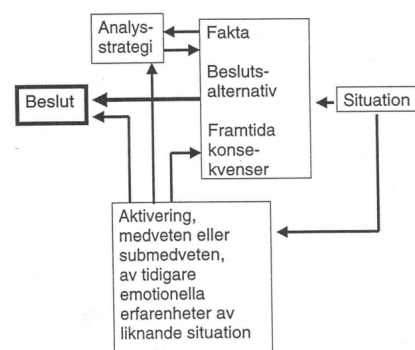 Analys-
strategi
Fakta
Besluts-
alternativ
Framtida
konse-
kvenser
Situation
Beslut
Aktivering,
medveten eller
submedveten,
av tidigare
emotionella
erfarenheter av
liknande situation